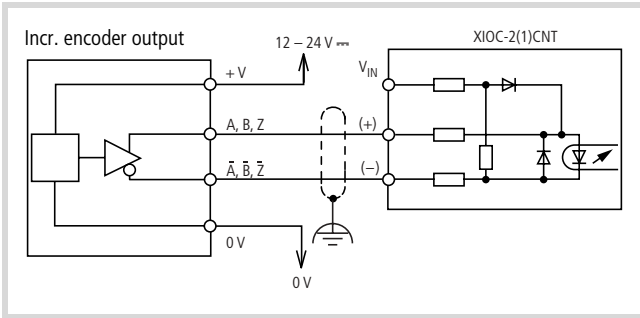 Incr. encoder output
12 – 24 V ⎓
XIOC-2(1)CNT
+ V
V_IN
A, B, Z
(+)
Ā, B̄, Z̄
(–)
0 V
0 V